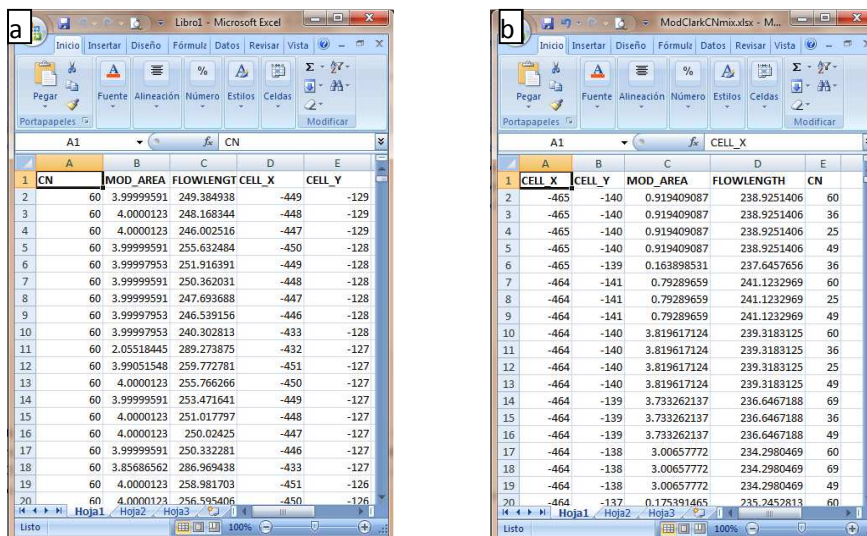 a
Libro1 - Microsoft Excel
Inicio Insertar Diseño Fórmula Datos Revisar Vista
Pegar Fuente Alineación Número Estilos Celdas
Portapapeles Modificar
A1 fx CN
A B C D E
1 CN MOD_AREA FLOWLENGT CELL_X CELL_Y
2 60 3.99999591 249.384938 -449 -129
3 60 4.0000123 248.168344 -448 -129
4 60 4.0000123 246.002516 -447 -129
5 60 3.99999591 255.632484 -450 -128
6 60 3.99997953 251.916391 -449 -128
7 60 3.99999591 250.362031 -448 -128
8 60 3.99999591 247.693688 -447 -128
9 60 3.99997953 246.539156 -446 -128
10 60 3.99997953 240.302813 -433 -128
11 60 2.05518445 289.273875 -432 -127
12 60 3.99051548 259.772781 -451 -127
13 60 4.0000123 255.766266 -450 -127
14 60 3.99999591 253.471641 -449 -127
15 60 4.0000123 251.017797 -448 -127
16 60 4.0000123 250.02425 -447 -127
17 60 3.99999591 250.332281 -446 -127
18 60 3.85686562 286.969438 -433 -127
19 60 4.0000123 258.981703 -451 -126
20 60 4.0000123 256.595406 -450 -126
Hoja1 Hoja2 Hoja3
Listo 100%
b
ModClarkCNmix.xlsx - M...
Inicio Insertar Diseño Fórmula Datos Revisar Vista
Pegar Fuente Alineación Número Estilos Celdas
Portapapeles Modificar
A1 fx CELL_X
A B C D E
1 CELL_X CELL_Y MOD_AREA FLOWLENGTH CN
2 -465 -140 0.919409087 238.9251406 60
3 -465 -140 0.919409087 238.9251406 36
4 -465 -140 0.919409087 238.9251406 25
5 -465 -140 0.919409087 238.9251406 49
6 -465 -139 0.163898531 237.6457656 36
7 -464 -141 0.79289659 241.1232969 60
8 -464 -141 0.79289659 241.1232969 25
9 -464 -141 0.79289659 241.1232969 49
10 -464 -140 3.819617124 239.3183125 60
11 -464 -140 3.819617124 239.3183125 36
12 -464 -140 3.819617124 239.3183125 25
13 -464 -140 3.819617124 239.3183125 49
14 -464 -139 3.733262137 236.6467188 69
15 -464 -139 3.733262137 236.6467188 36
16 -464 -139 3.733262137 236.6467188 49
17 -464 -138 3.00657772 234.2980469 60
18 -464 -138 3.00657772 234.2980469 69
19 -464 -138 3.00657772 234.2980469 49
20 -464 -137 0.175391465 235.2452813 60
Hoja1 Hoja2 Hoja3
Listo 100%